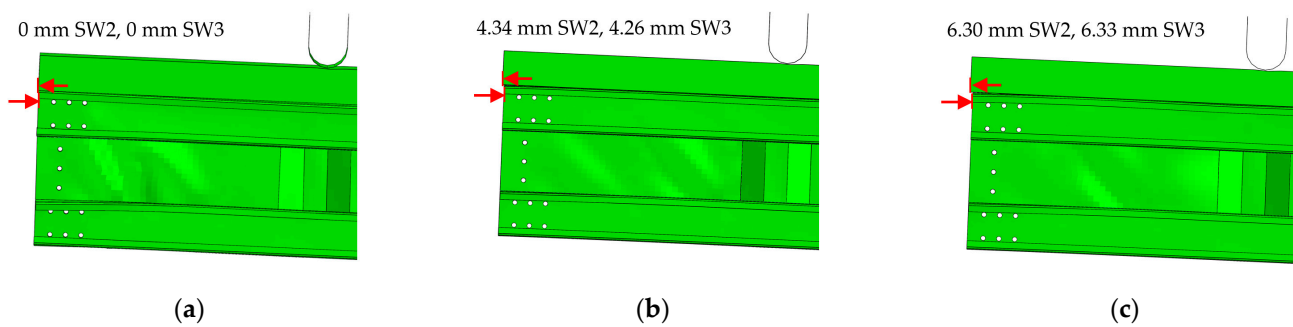 0 mm SW2, 0 mm SW3
4.34 mm SW2, 4.26 mm SW3
6.30 mm SW2, 6.33 mm SW3
(a)
(b)
(c)